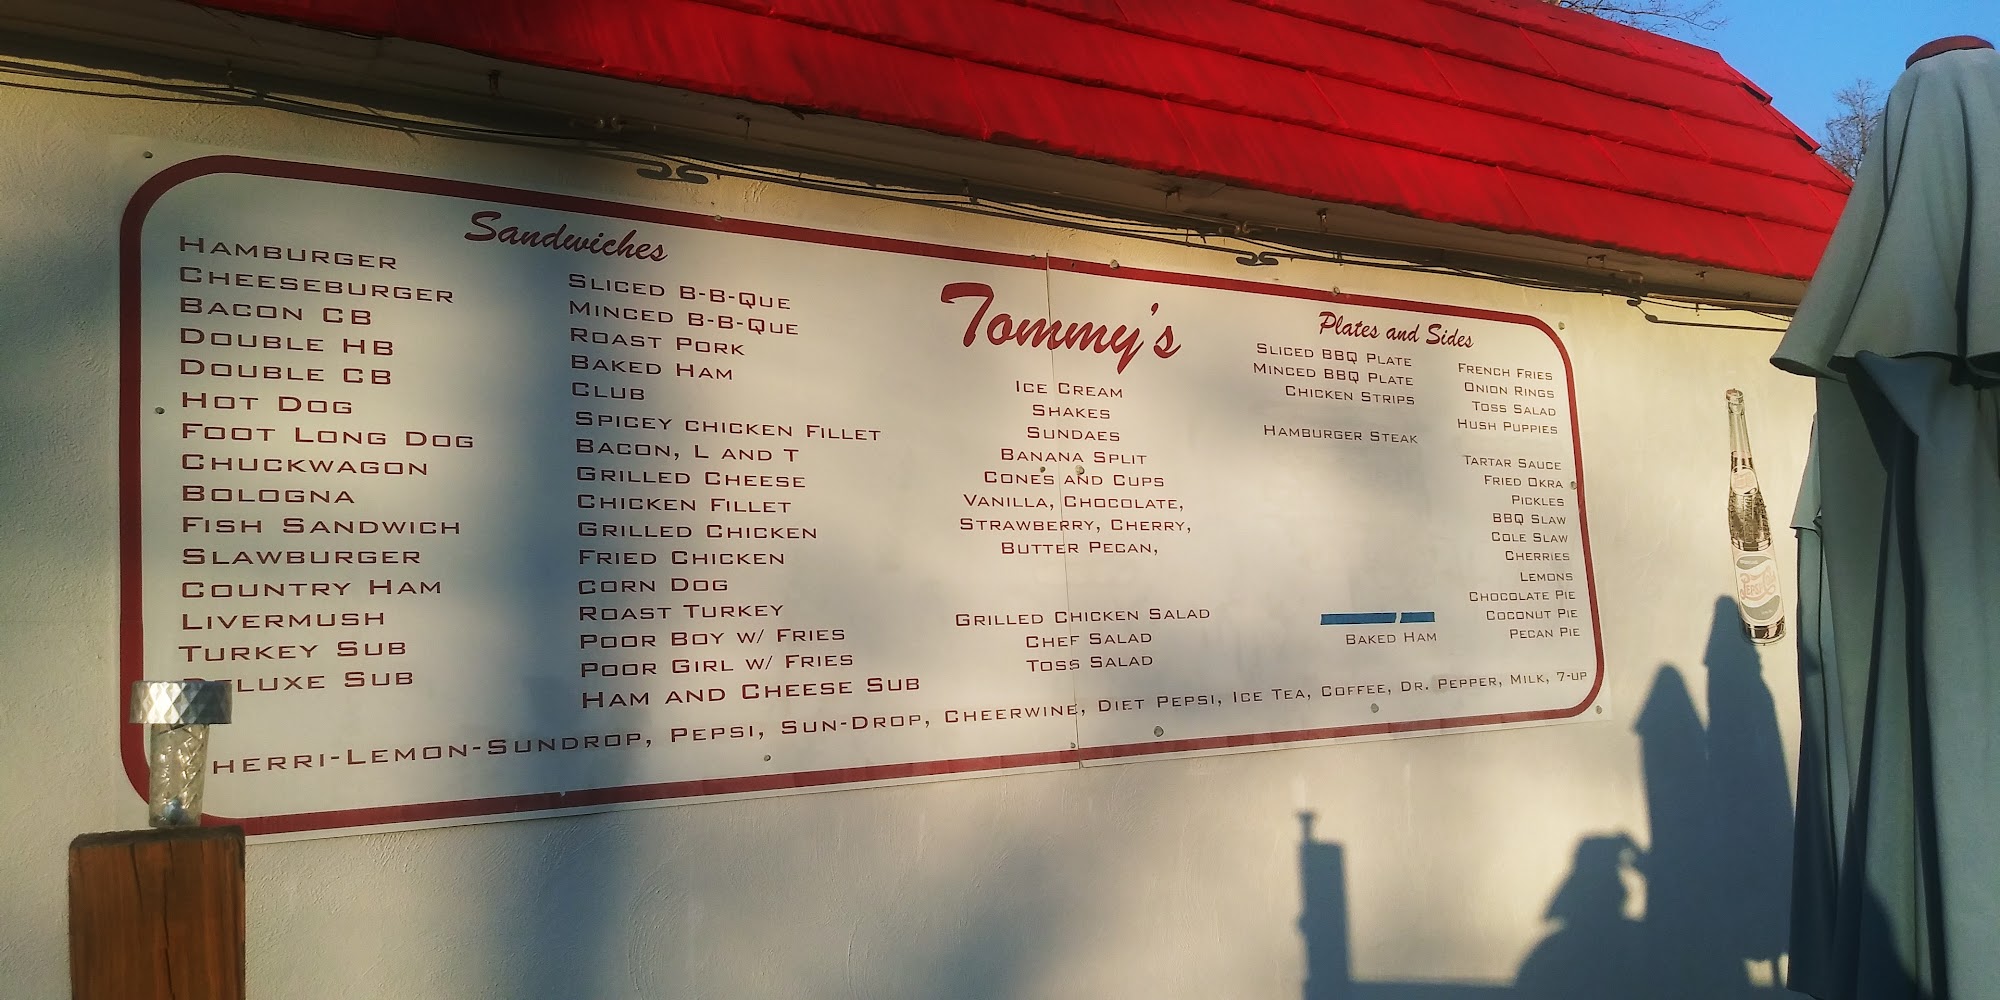 Sandwiches
HAMBURGER
CHEESEBURGER
BACON CB
DOUBLE HB
DOUBLE CB
HOT DOG
FOOT LONG DOG
CHUCKWAGON
BOLOGNA
FISH SANDWICH
SLAWBURGER
COUNTRY HAM
LIVERMUSH
TURKEY SUB
DELUXE SUB
SLICED B-B-QUE
MINCED B-B-QUE
ROAST PORK
BAKED HAM
CLUB
SPICEY CHICKEN FILLET
BACON, L AND T
GRILLED CHEESE
CHICKEN FILLET
GRILLED CHICKEN
FRIED CHICKEN
CORN DOG
ROAST TURKEY
POOR BOY W/ FRIES
POOR GIRL W/ FRIES
HAM AND CHEESE SUB
Tommy's
ICE CREAM
SHAKES
SUNDAES
BANANA SPLIT
CONES AND CUPS
VANILLA, CHOCOLATE,
STRAWBERRY, CHERRY,
BUTTER PECAN,
GRILLED CHICKEN SALAD
CHEF SALAD
TOSS SALAD
Plates and Sides
SLICED BBQ PLATE
MINCED BBQ PLATE
CHICKEN STRIPS
HAMBURGER STEAK
BAKED HAM
FRENCH FRIES
ONION RINGS
TOSS SALAD
HUSH PUPPIES
TARTAR SAUCE
FRIED OKRA
PICKLES
BBQ SLAW
COLE SLAW
CHERRIES
LEMONS
CHOCOLATE PIE
COCONUT PIE
PECAN PIE
HERRI-LEMON-SUNDROP, PEPSI, SUN-DROP, CHEERWINE, DIET PEPSI, ICE TEA, COFFEE, DR. PEPPER, MILK, 7-UP
PEPSI